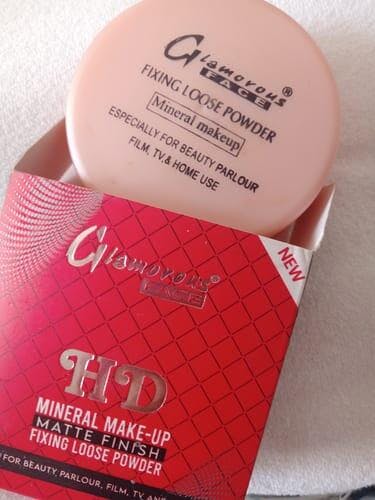 Glamorous®
FACE
FIXING LOOSE POWDER
Mineral makeup
ESPECIALLY FOR BEAUTY PARLOUR
FILM, TV,& HOME USE
NEW
Glamorous®
FACE
HD
MINERAL MAKE-UP
MATTE FINISH
FIXING LOOSE POWDER
FOR BEAUTY PARLOUR, FILM, TV AND